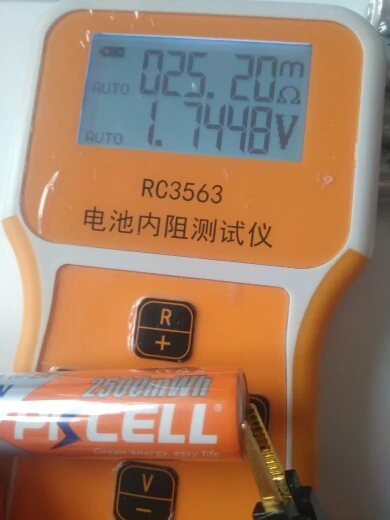 AUTO 025.20mΩ
AUTO 1.7448V
RC3563
电池内阻测试仪
R
+
2500mWh
PKCELL
Green energy, easy life
V
-